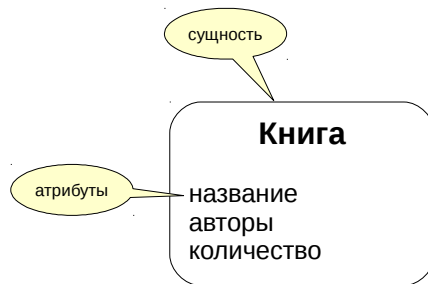 сущность
Книга
атрибуты
название
авторы
количество